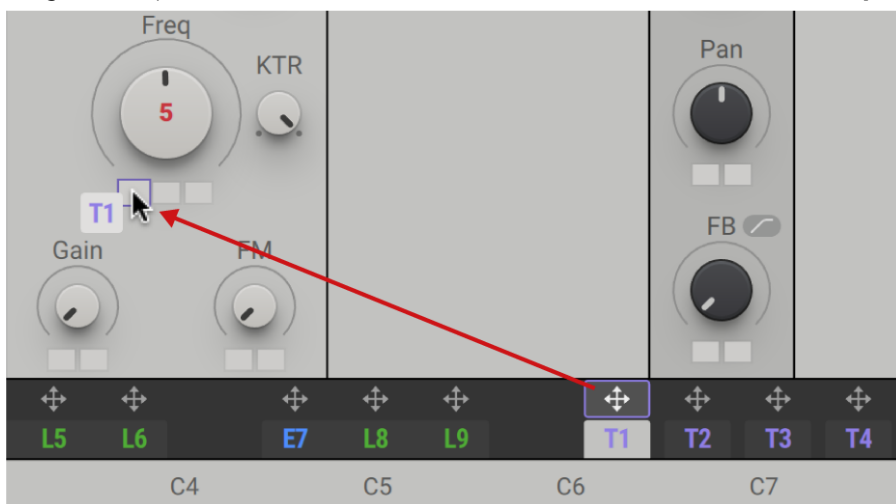 Freq
KTR
Pan
5
T1
FB
Gain
FM
L5 L6 E7 L8 L9 T1 T2 T3 T4
C4 C5 C6 C7